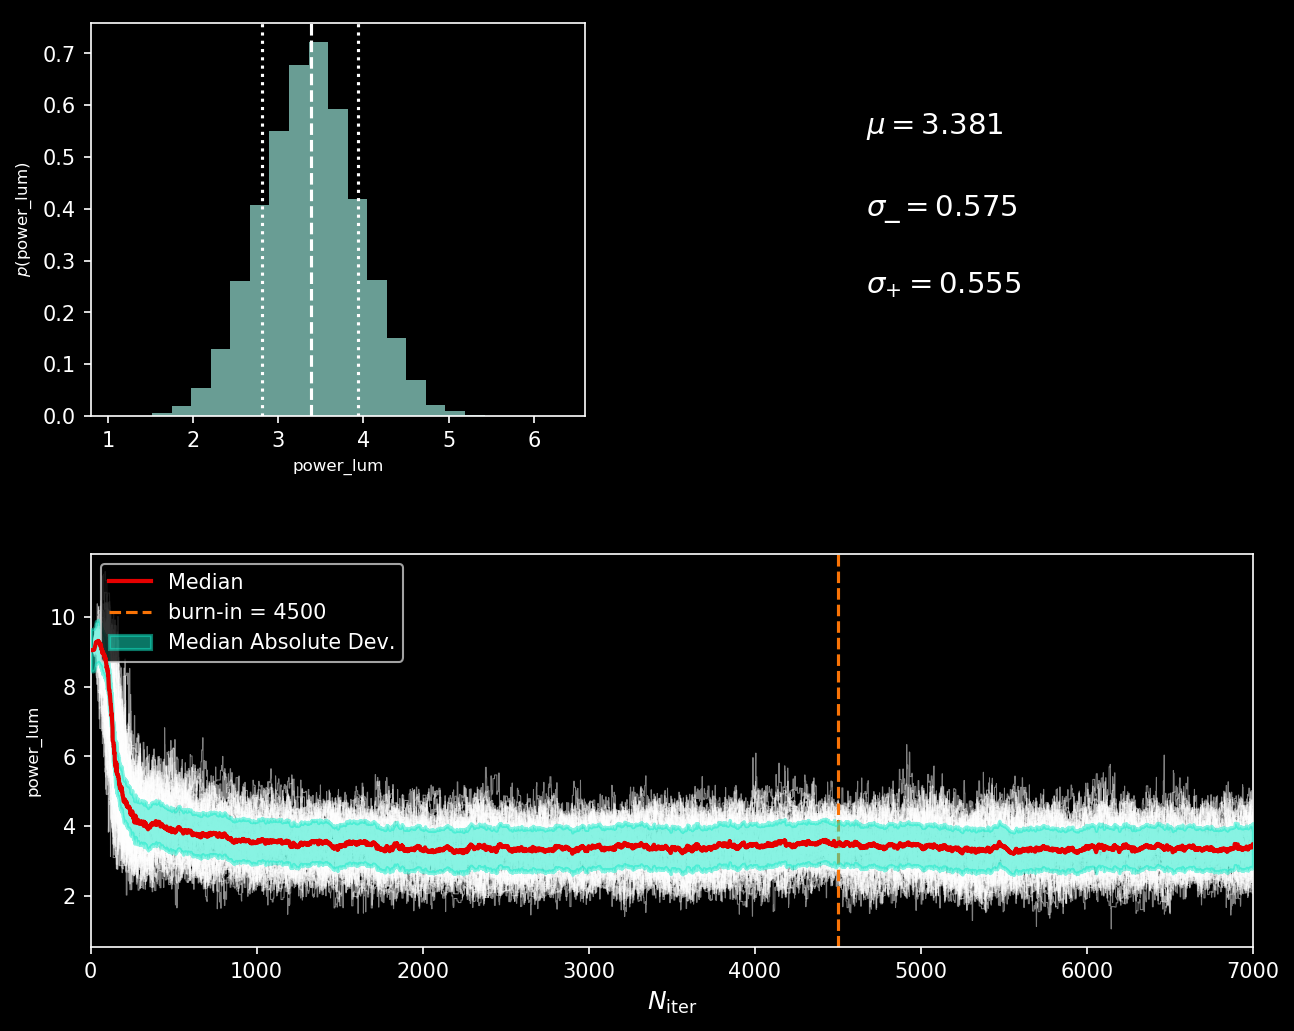 0.7
0.6
0.5
0.4
0.3
0.2
0.1
0.0
p(power_lum)
1 2 3 4 5 6
power_lum
μ = 3.381
σ_ = 0.575
σ+ = 0.555
Median
burn-in = 4500
Median Absolute Dev.
10
8
6
4
2
power_lum
0 1000 2000 3000 4000 5000 6000 7000
Niter